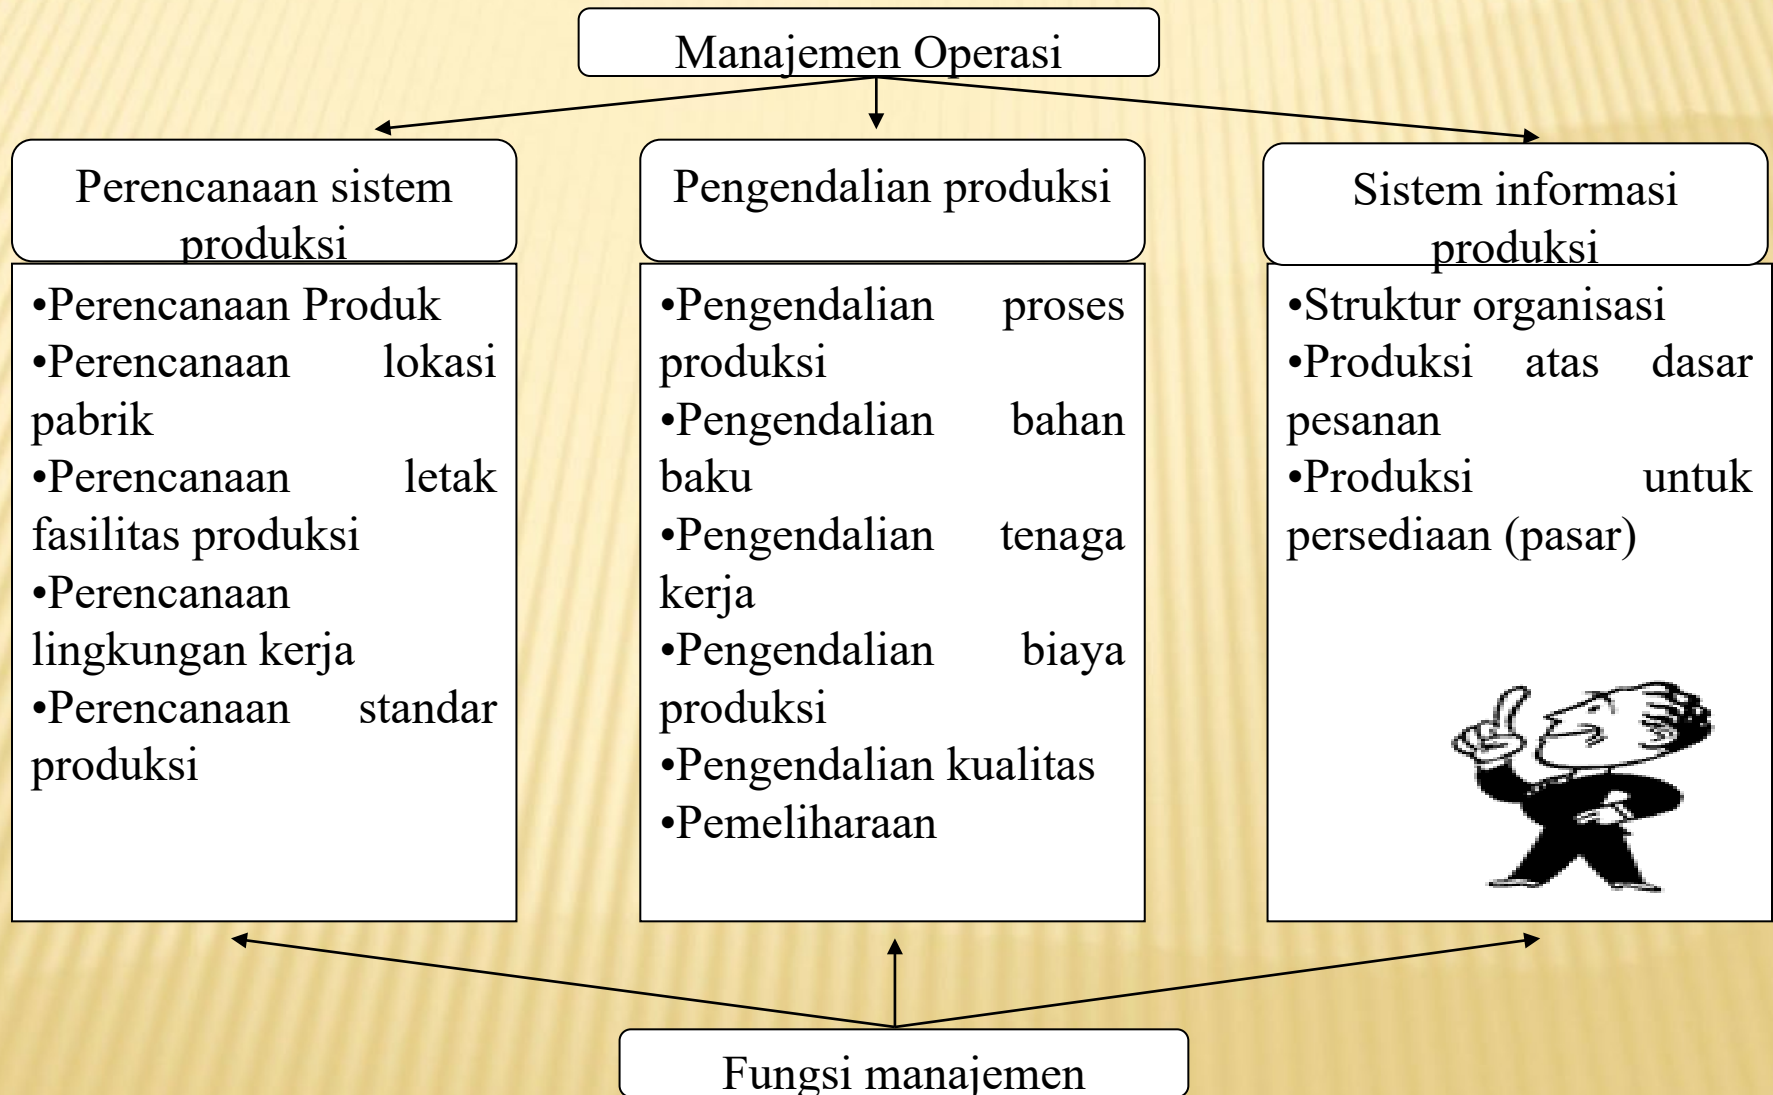 Manajemen Operasi
Perencanaan sistem
produksi
•Perencanaan Produk
•Perencanaan lokasi
pabrik
•Perencanaan letak
fasilitas produksi
•Perencanaan
lingkungan kerja
•Perencanaan standar
produksi
Pengendalian produksi
•Pengendalian proses
produksi
•Pengendalian bahan
baku
•Pengendalian tenaga
kerja
•Pengendalian biaya
produksi
•Pengendalian kualitas
•Pemeliharaan
Sistem informasi
produksi
•Struktur organisasi
•Produksi atas dasar
pesanan
•Produksi untuk
persediaan (pasar)
Fungsi manajemen